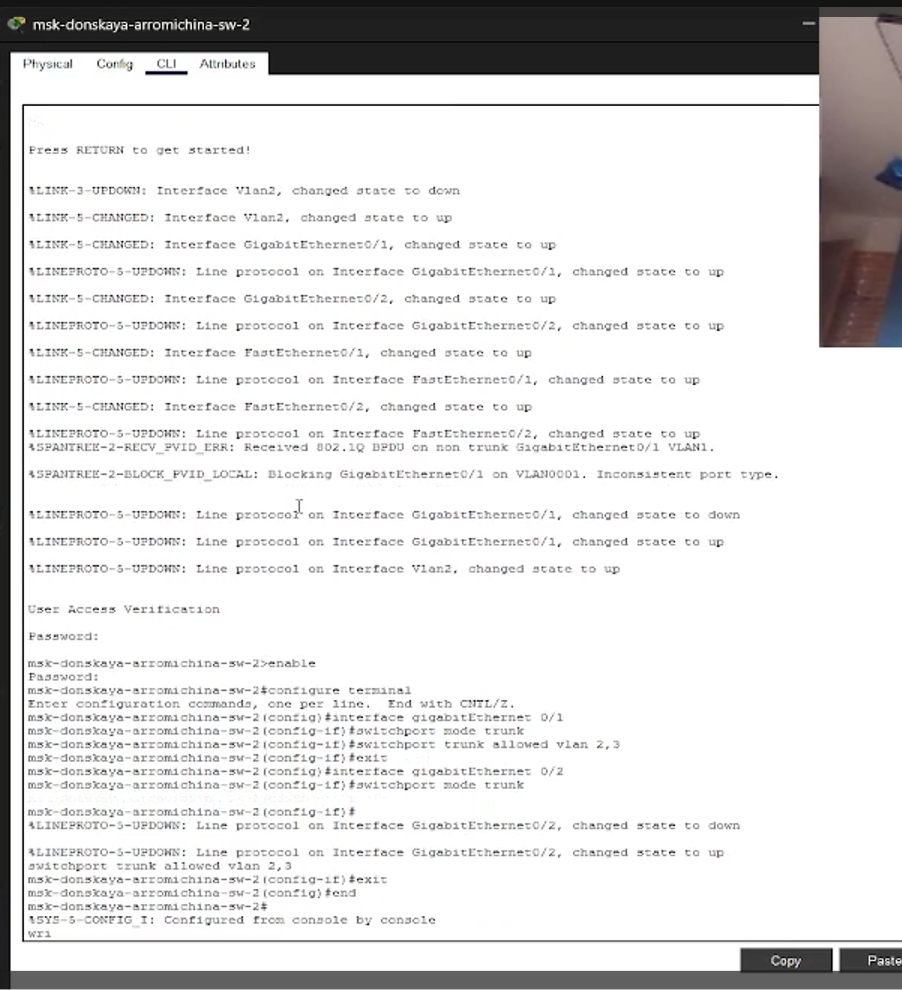 msk-donskaya-arromichina-sw-2
Physical Config CLI Attributes
Press RETURN to get started!
%LINK-3-UPDOWN: Interface Vlan2, changed state to down
%LINK-5-CHANGED: Interface Vlan2, changed state to up
%LINK-5-CHANGED: Interface GigabitEthernet0/1, changed state to up
%LINEPROTO-5-UPDOWN: Line protocol on Interface GigabitEthernet0/1, changed state to up
%LINK-5-CHANGED: Interface GigabitEthernet0/2, changed state to up
%LINEPROTO-5-UPDOWN: Line protocol on Interface GigabitEthernet0/2, changed state to up
%LINK-5-CHANGED: Interface FastEthernet0/1, changed state to up
%LINEPROTO-5-UPDOWN: Line protocol on Interface FastEthernet0/1, changed state to up
%LINK-5-CHANGED: Interface FastEthernet0/2, changed state to up
%LINEPROTO-5-UPDOWN: Line protocol on Interface FastEthernet0/2, changed state to up
%SPANTREE-2-RECV_PVID_ERR: Received 802.1Q BPDU on non trunk GigabitEthernet0/1 VLAN1.
%SPANTREE-2-BLOCK_PVID_LOCAL: Blocking GigabitEthernet0/1 on VLAN0001. Inconsistent port type.
%LINEPROTO-5-UPDOWN: Line protocol on Interface GigabitEthernet0/1, changed state to down
%LINEPROTO-5-UPDOWN: Line protocol on Interface GigabitEthernet0/1, changed state to up
%LINEPROTO-5-UPDOWN: Line protocol on Interface Vlan2, changed state to up
User Access Verification
Password:
msk-donskaya-arromichina-sw-2>enable
Password:
msk-donskaya-arromichina-sw-2#configure terminal
Enter configuration commands, one per line. End with CNTL/Z.
msk-donskaya-arromichina-sw-2(config)#interface gigabitEthernet 0/1
msk-donskaya-arromichina-sw-2(config-if)#switchport mode trunk
msk-donskaya-arromichina-sw-2(config-if)#switchport trunk allowed vlan 2,3
msk-donskaya-arromichina-sw-2(config-if)#exit
msk-donskaya-arromichina-sw-2(config)#interface gigabitEthernet 0/2
msk-donskaya-arromichina-sw-2(config-if)#switchport mode trunk
msk-donskaya-arromichina-sw-2(config-if)#
%LINEPROTO-5-UPDOWN: Line protocol on Interface GigabitEthernet0/2, changed state to down
%LINEPROTO-5-UPDOWN: Line protocol on Interface GigabitEthernet0/2, changed state to up
switchport trunk allowed vlan 2,3
msk-donskaya-arromichina-sw-2(config-if)#exit
msk-donskaya-arromichina-sw-2(config)#end
msk-donskaya-arromichina-sw-2#
%SYS-5-CONFIG_I: Configured from console by console
wri
Copy Paste